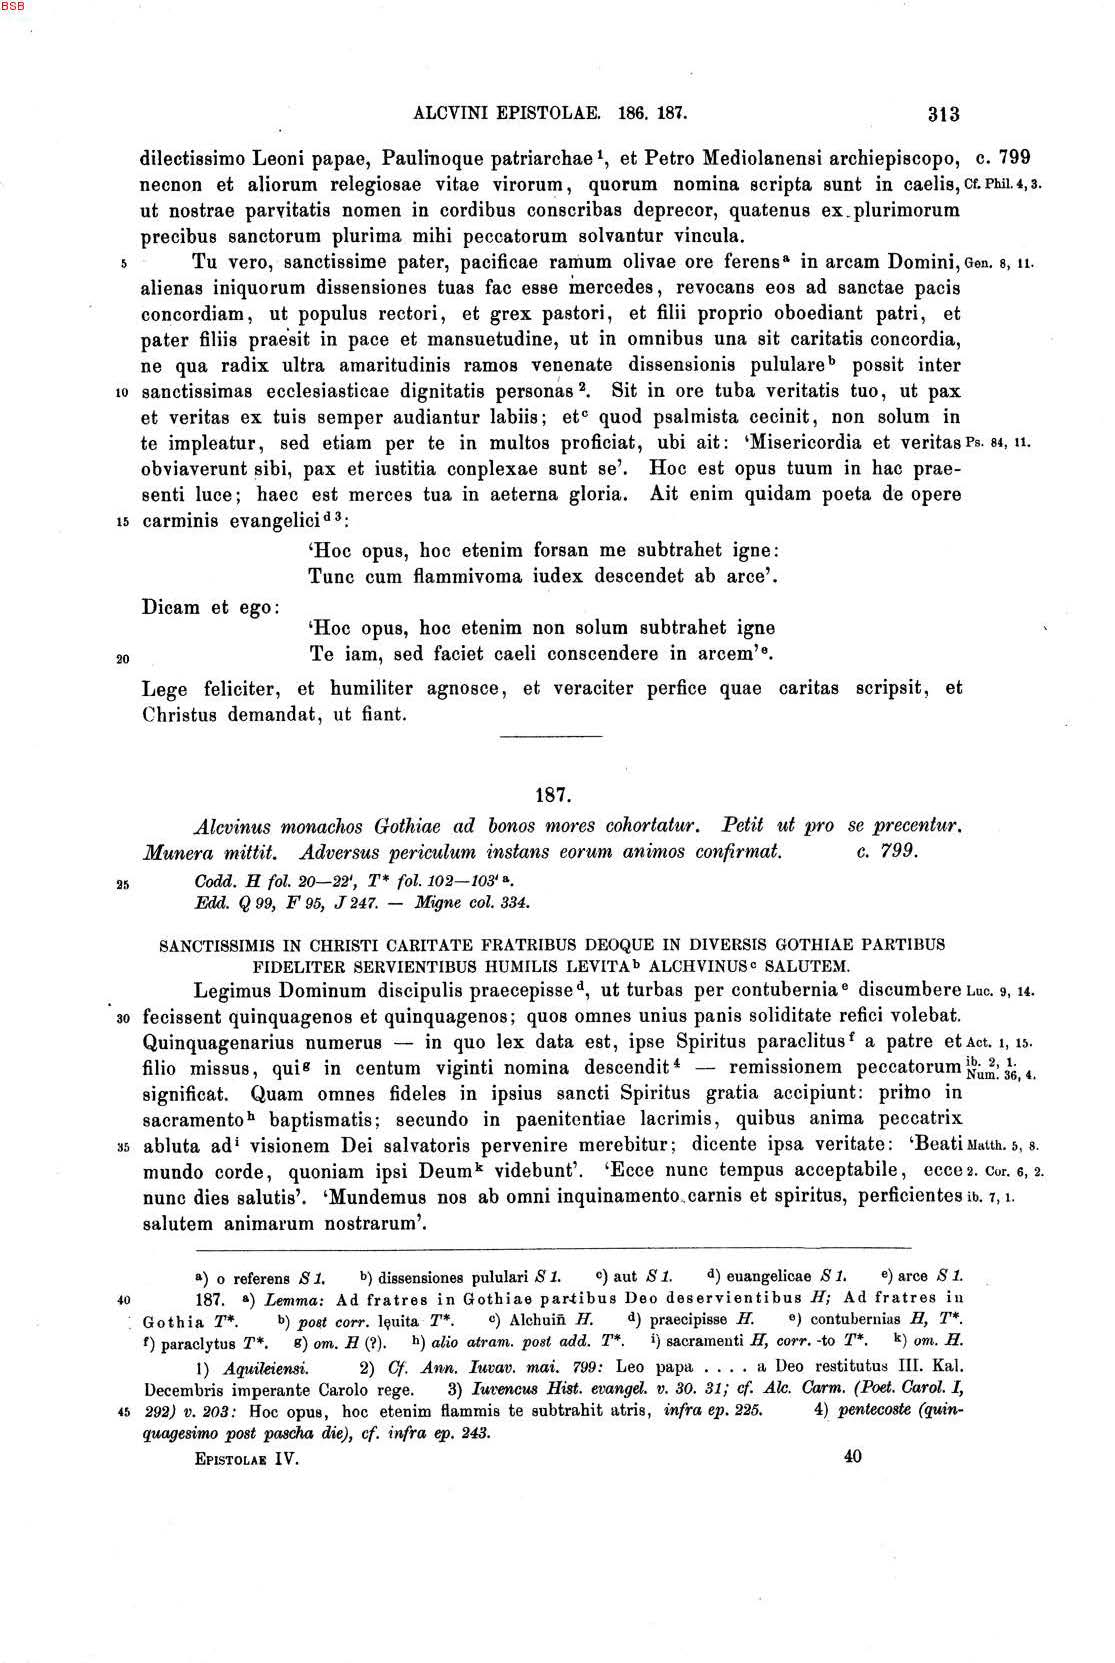 BSB
ALCVINI EPISTOLAE. 186. 187. 313
dilectissimo Leoni papae, Paulinoque patriarchae¹, et Petro Mediolanensi archiepiscopo, c. 799
necnon et aliorum relegiosae vitae virorum, quorum nomina scripta sunt in caelis, Cf. Phil. 4, 3.
ut nostrae parvitatis nomen in cordibus conscribas deprecor, quatenus ex plurimorum
precibus sanctorum plurima mihi peccatorum solvantur vincula.
5 Tu vero, sanctissime pater, pacificae ramum olivae ore ferensᵃ in arcam Domini, Gen. 8, 11.
alienas iniquorum dissensiones tuas fac esse mercedes, revocans eos ad sanctae pacis
concordiam, ut populus rectori, et grex pastori, et filii proprio oboediant patri, et
pater filiis praesit in pace et mansuetudine, ut in omnibus una sit caritatis concordia,
ne qua radix ultra amaritudinis ramos venenate dissensionis pululareᵇ possit inter
10 sanctissimas ecclesiasticae dignitatis personas². Sit in ore tuba veritatis tuo, ut pax
et veritas ex tuis semper audiantur labiis; etᶜ quod psalmista cecinit, non solum in
te impleatur, sed etiam per te in multos proficiat, ubi ait: ‘Misericordia et veritas Ps. 84, 11.
obviaverunt sibi, pax et iustitia conplexae sunt se’. Hoc est opus tuum in hac prae-
senti luce; haec est merces tua in aeterna gloria. Ait enim quidam poeta de opere
15 carminis evangeliciᵈ ³:
‘Hoc opus, hoc etenim forsan me subtrahet igne:
Tunc cum flammivoma iudex descendet ab arce’.
Dicam et ego:
‘Hoc opus, hoc etenim non solum subtrahet igne
20 Te iam, sed faciet caeli conscendere in arcem’ᵉ.
Lege feliciter, et humiliter agnosce, et veraciter perfice quae caritas scripsit, et
Christus demandat, ut fiant.
187.
Alcvinus monachos Gothiae ad bonos mores cohortatur. Petit ut pro se precentur.
Munera mittit. Adversus periculum instans eorum animos confirmat. c. 799.
25 Codd. H fol. 20—22', T* fol. 102—103'ᵃ.
Edd. Q 99, F 95, J 247. — Migne col. 334.
SANCTISSIMIS IN CHRISTI CARITATE FRATRIBUS DEOQUE IN DIVERSIS GOTHIAE PARTIBUS
FIDELITER SERVIENTIBUS HUMILIS LEVITAᵇ ALCHVINUSᶜ SALUTEM.
Legimus Dominum discipulis praecepisseᵈ, ut turbas per contuberniaᵉ discumbere Luc. 9, 14.
30 fecissent quinquagenos et quinquagenos; quos omnes unius panis soliditate refici volebat.
Quinquagenarius numerus — in quo lex data est, ipse Spiritus paraclitusᶠ a patre et Act. 1, 15.
filio missus, quiᵍ in centum viginti nomina descendit⁴ — remissionem peccatorum ib. 2, 1. Num. 36, 4.
significat. Quam omnes fideles in ipsius sancti Spiritus gratia accipiunt: primo in
sacramentoʰ baptismatis; secundo in paenitentiae lacrimis, quibus anima peccatrix
35 abluta adⁱ visionem Dei salvatoris pervenire merebitur; dicente ipsa veritate: ‘Beati Matth. 5, 8.
mundo corde, quoniam ipsi Deumᵏ videbunt’. ‘Ecce nunc tempus acceptabile, ecce 2. Cor. 6, 2.
nunc dies salutis’. ‘Mundemus nos ab omni inquinamento carnis et spiritus, perficientes ib. 7, 1.
salutem animarum nostrarum’.
ᵃ) o referens S 1. ᵇ) dissensiones pululari S 1. ᶜ) aut S 1. ᵈ) euangelicae S 1. ᵉ) arce S 1.
40 187. ᵃ) Lemma: Ad fratres in Gothiae partibus Deo deservientibus H; Ad fratres in
Gothia T*. ᵇ) post corr. lęuita T*. ᶜ) Alchuiñ H. ᵈ) praecipisse H. ᵉ) contubernias H, T*.
ᶠ) paraclytus T*. ᵍ) om. H (?). ʰ) alio atram. post add. T*. ⁱ) sacramenti H, corr. -to T*. ᵏ) om. H.
1) Aquileiensi. 2) Cf. Ann. Iuvav. mai. 799: Leo papa . . . . a Deo restitutus III. Kal.
Decembris imperante Carolo rege. 3) Iuvencus Hist. evangel. v. 30. 31; cf. Alc. Carm. (Poet. Carol. I,
45 292) v. 203: Hoc opus, hoc etenim flammis te subtrahit atris, infra ep. 225. 4) pentecoste (quin-
quagesimo post pascha die), cf. infra ep. 243.
EPISTOLAE IV. 40